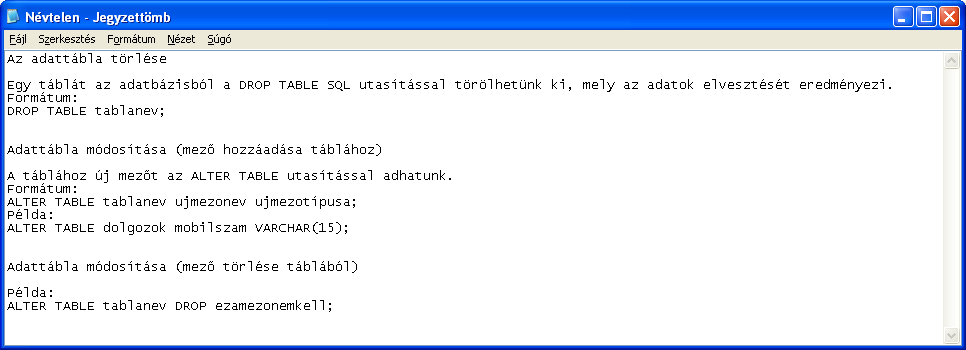 Névtelen - Jegyzettömb
Fájl Szerkesztés Formátum Nézet Súgó
Az adattábla törlése
Egy táblát az adatbázisból a DROP TABLE SQL utasítással törölhetünk ki, mely az adatok elvesztését eredményezi.
Formátum:
DROP TABLE tablanev;
Adattábla módosítása (mező hozzáadása táblához)
A táblához új mezőt az ALTER TABLE utasítással adhatunk.
Formátum:
ALTER TABLE tablanev ujmezonev ujmezotípusa;
Példa:
ALTER TABLE dolgozok mobilszam VARCHAR(15);
Adattábla módosítása (mező törlése táblából)
Példa:
ALTER TABLE tablanev DROP ezamezonemkell;